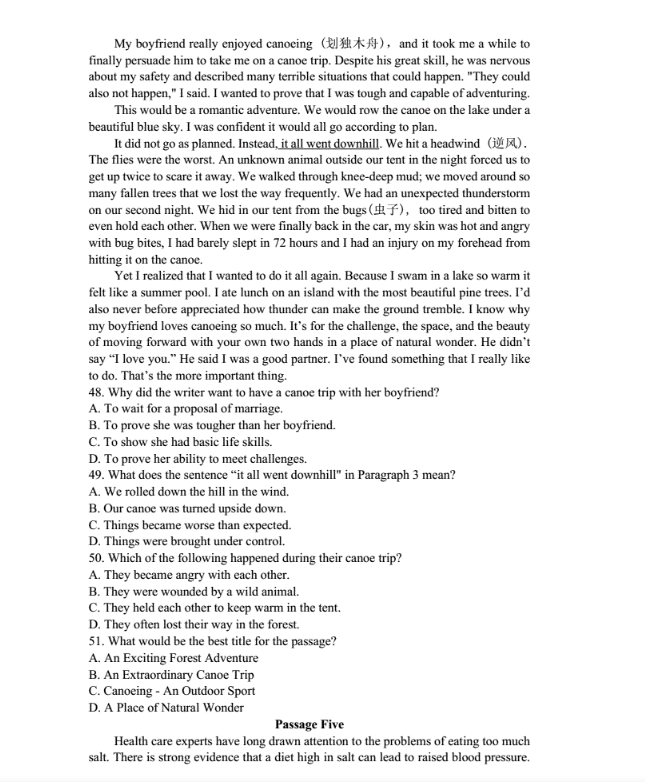 My boyfriend really enjoyed canoeing（划独木舟）, and it took me a while to
finally persuade him to take me on a canoe trip. Despite his great skill, he was nervous
about my safety and described many terrible situations that could happen. "They could
also not happen," I said. I wanted to prove that I was tough and capable of adventuring.
This would be a romantic adventure. We would row the canoe on the lake under a
beautiful blue sky. I was confident it would all go according to plan.
It did not go as planned. Instead, it all went downhill. We hit a headwind（逆风）.
The flies were the worst. An unknown animal outside our tent in the night forced us to
get up twice to scare it away. We walked through knee-deep mud; we moved around so
many fallen trees that we lost the way frequently. We had an unexpected thunderstorm
on our second night. We hid in our tent from the bugs(虫子), too tired and bitten to
even hold each other. When we were finally back in the car, my skin was hot and angry
with bug bites, I had barely slept in 72 hours and I had an injury on my forehead from
hitting it on the canoe.
Yet I realized that I wanted to do it all again. Because I swam in a lake so warm it
felt like a summer pool. I ate lunch on an island with the most beautiful pine trees. I’d
also never before appreciated how thunder can make the ground tremble. I know why
my boyfriend loves canoeing so much. It’s for the challenge, the space, and the beauty
of moving forward with your own two hands in a place of natural wonder. He didn’t
say “I love you.” He said I was a good partner. I’ve found something that I really like
to do. That’s the more important thing.
48. Why did the writer want to have a canoe trip with her boyfriend?
A. To wait for a proposal of marriage.
B. To prove she was tougher than her boyfriend.
C. To show she had basic life skills.
D. To prove her ability to meet challenges.
49. What does the sentence “it all went downhill" in Paragraph 3 mean?
A. We rolled down the hill in the wind.
B. Our canoe was turned upside down.
C. Things became worse than expected.
D. Things were brought under control.
50. Which of the following happened during their canoe trip?
A. They became angry with each other.
B. They were wounded by a wild animal.
C. They held each other to keep warm in the tent.
D. They often lost their way in the forest.
51. What would be the best title for the passage?
A. An Exciting Forest Adventure
B. An Extraordinary Canoe Trip
C. Canoeing - An Outdoor Sport
D. A Place of Natural Wonder
Passage Five
Health care experts have long drawn attention to the problems of eating too much
salt. There is strong evidence that a diet high in salt can lead to raised blood pressure.